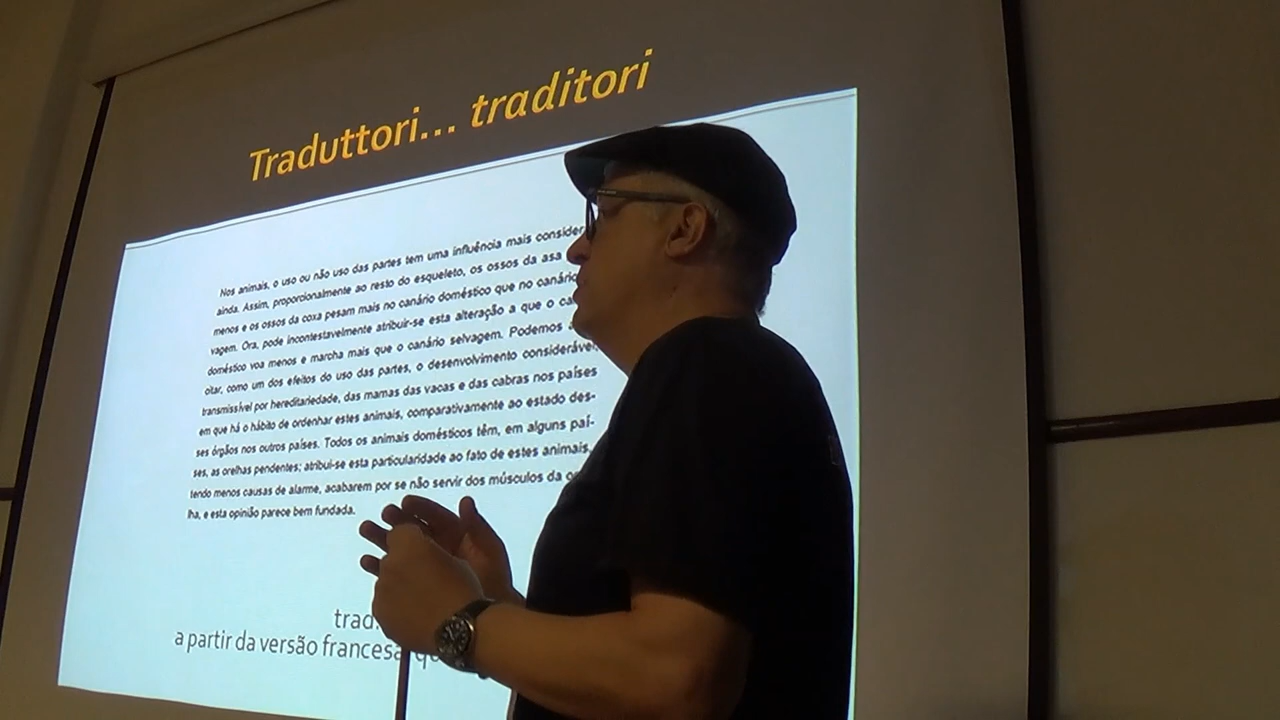 Traduttori... traditori
Nos animais, o uso ou não uso das partes tem uma influência mais consider
ainda. Assim, proporcionalmente ao resto do esqueleto, os ossos da asa
menos e os ossos da coxa pesam mais no canário doméstico que no canário
vagem. Ora, pode incontestavelmente atribuir-se esta alteração a que o ca
doméstico voa menos e marcha mais que o canário selvagem. Podemos
citar, como um dos efeitos do uso das partes, o desenvolvimento considerável,
transmissível por hereditariedade, das mamas das vacas e das cabras nos países
em que há o hábito de ordenhar estes animais, comparativamente ao estado des-
ses órgãos nos outros países. Todos os animais domésticos têm, em alguns paí-
ses, as orelhas pendentes; atribui-se esta particularidade ao fato de estes animais,
tendo menos causas de alarme, acabarem por se não servir dos músculos da
lha, e esta opinião parece bem fundada.
trad
a partir da versão francesa